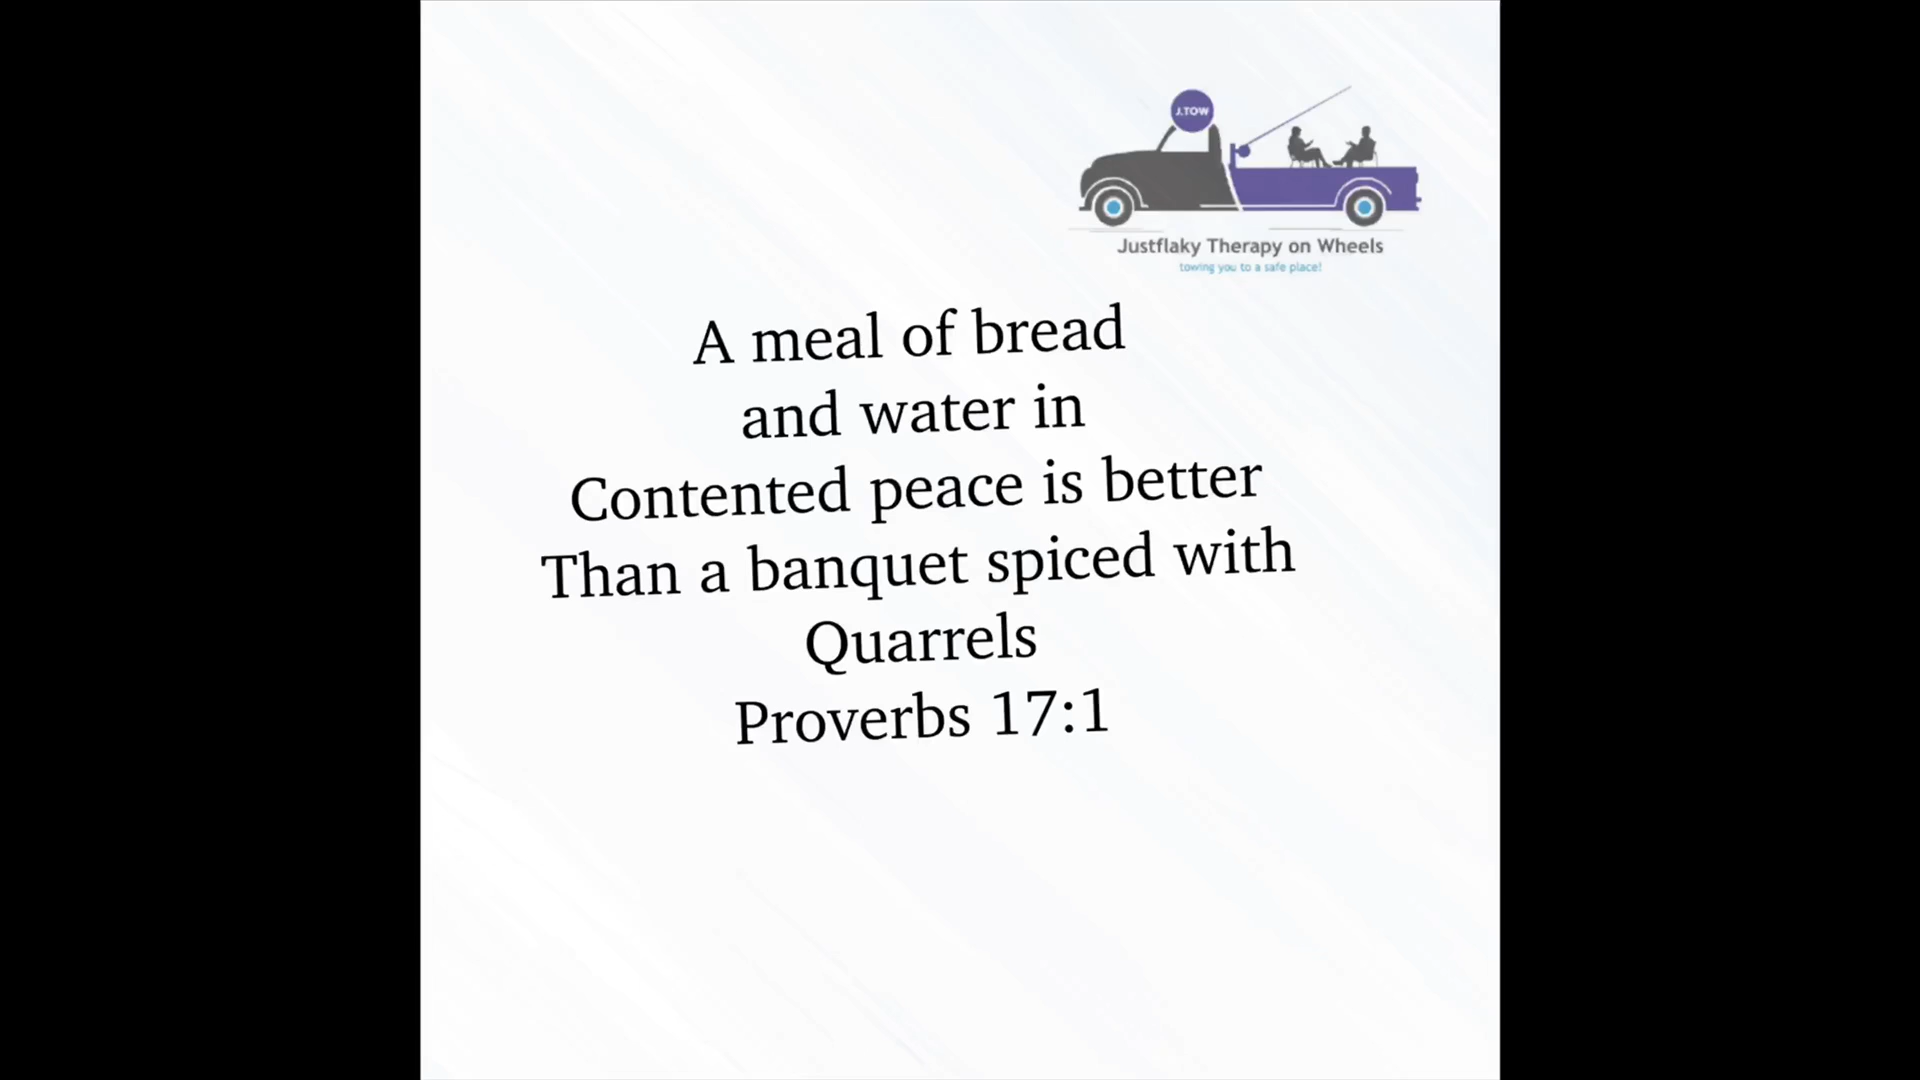 J.TOW
Justflaky Therapy on Wheels
towing you to a safe place!
A meal of bread
and water in
Contented peace is better
Than a banquet spiced with
Quarrels
Proverbs 17:1